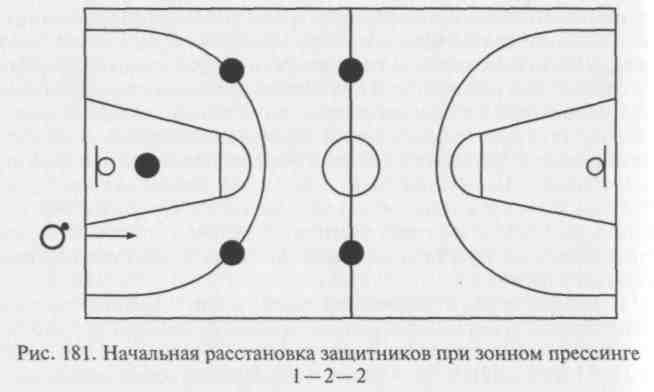 Рис. 181. Начальная расстановка защитников при зонном прессинге
1—2—2